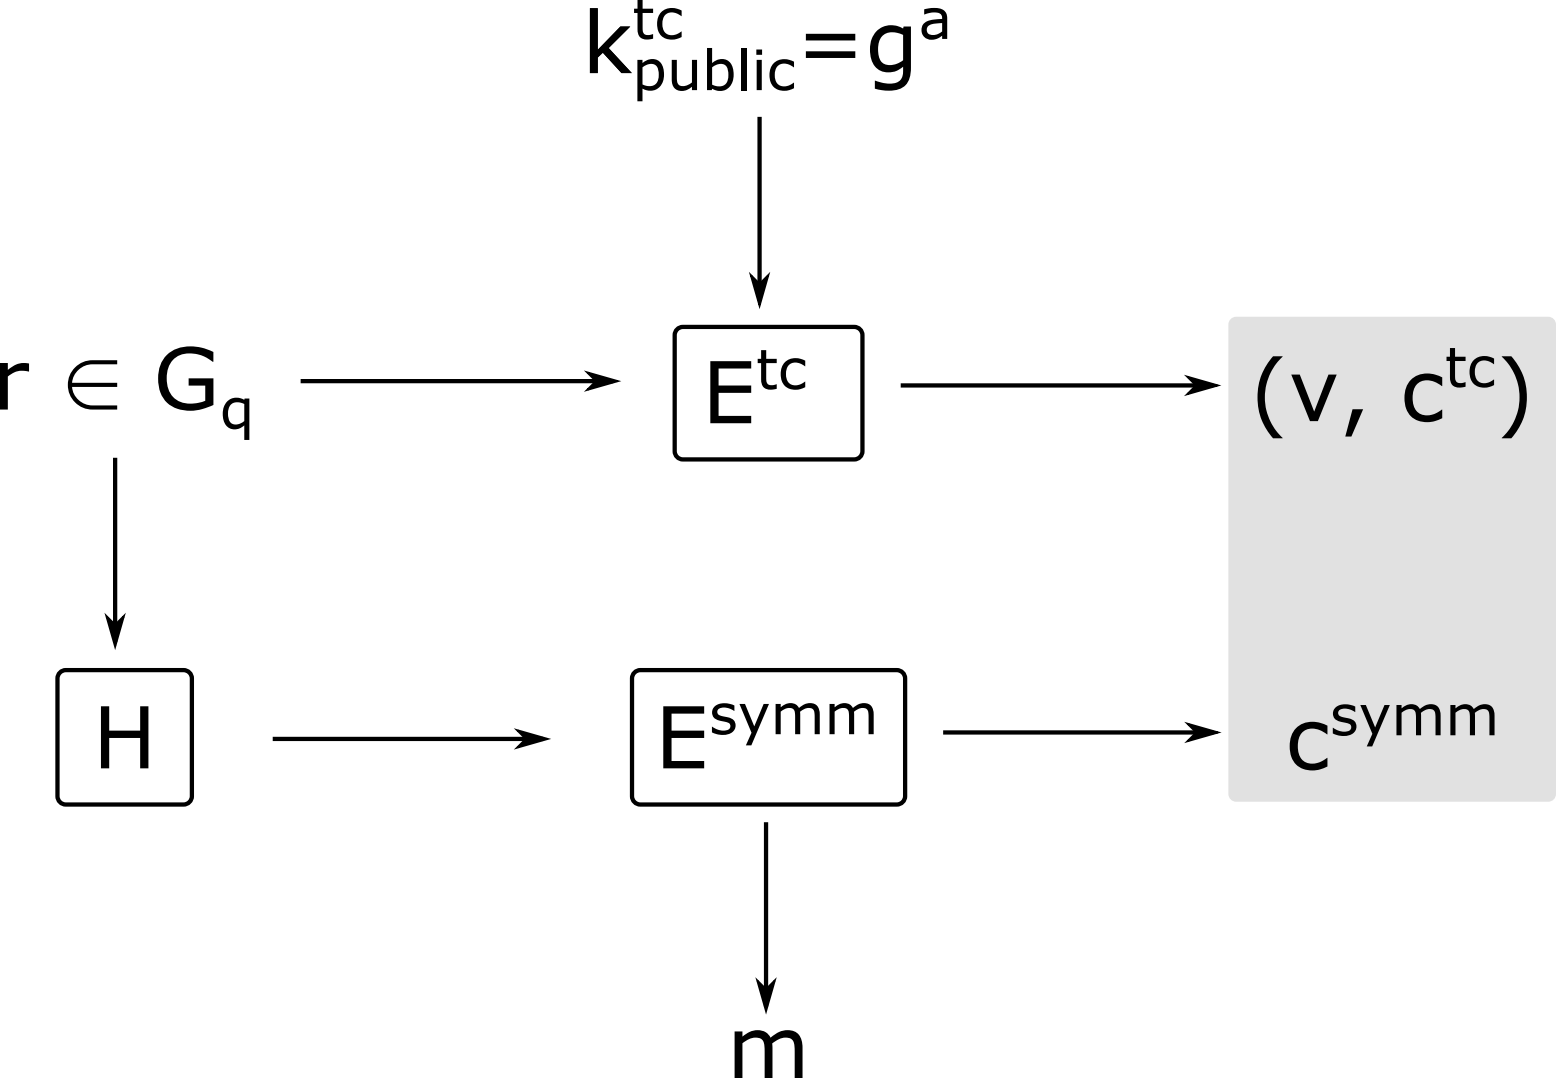 k^tc_public=g^a
r ∈ G_q
E^tc
(v, c^tc)
H
E^symm
c^symm
m